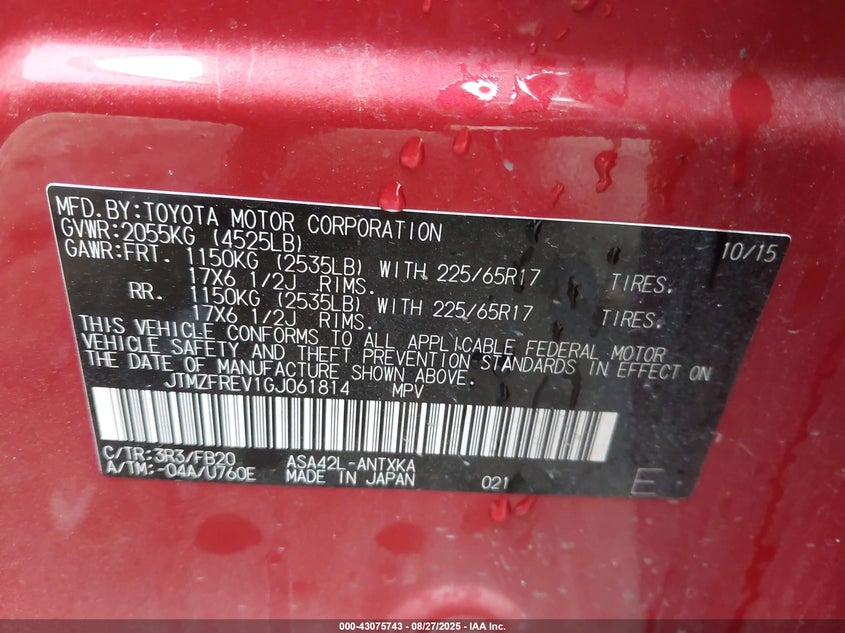 MFD.BY:TOYOTA MOTOR CORPORATION 10/15
GVWR:2055KG (4525LB)
GAWR:FRT. 1150KG (2535LB) WITH 225/65R17 TIRES.
17X6 1/2J RIMS.
RR. 1150KG (2535LB) WITH 225/65R17 TIRES.
17X6 1/2J RIMS.
THIS VEHICLE CONFORMS TO ALL APPLICABLE FEDERAL MOTOR
VEHICLE SAFETY AND THEFT PREVENTION STANDARDS IN EFFECT ON
THE DATE OF MANUFACTURE SHOWN ABOVE.
JTMZFREV1GJ061814 MPV
C/TR:3R3/FB20 ASA42L-ANTXKA
A/TM:-04A/U760E MADE IN JAPAN 021 E
000-43075743 - 08/27/2025 - IAA Inc.